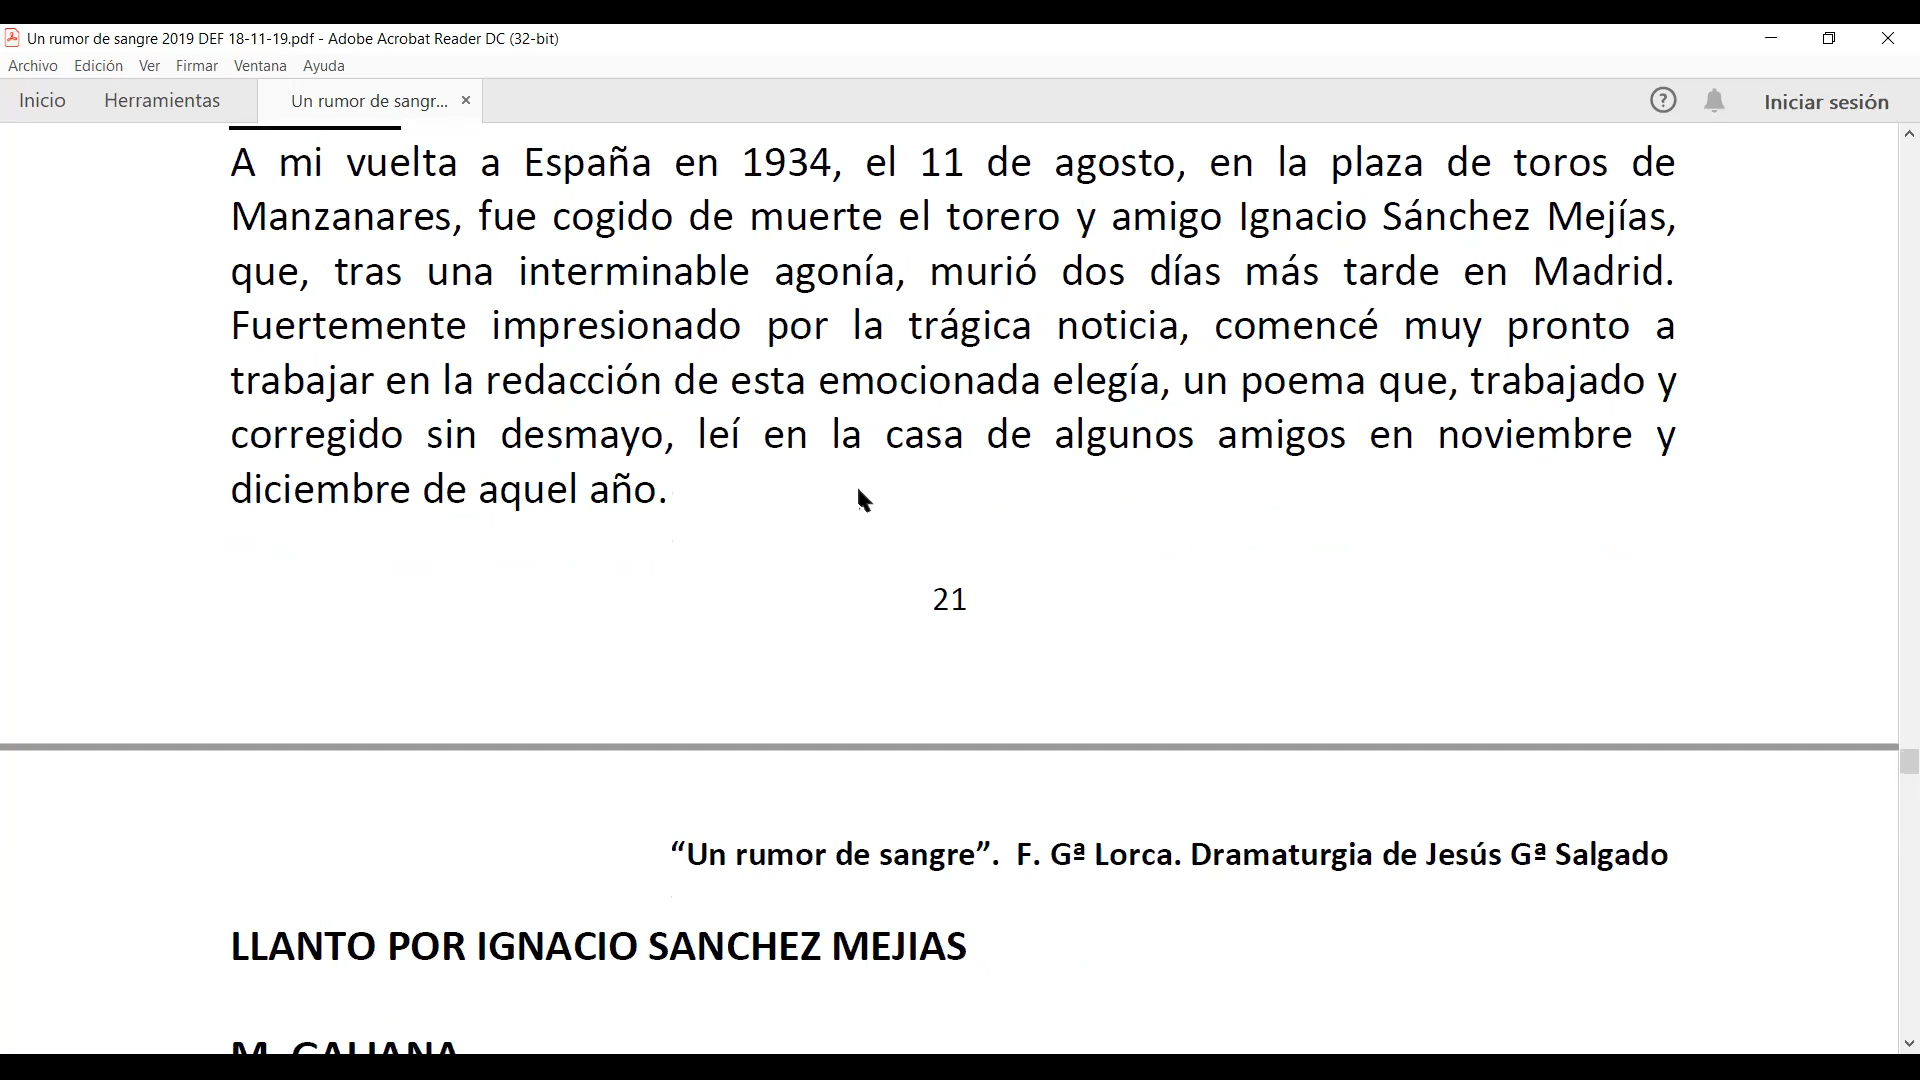 Un rumor de sangre 2019 DEF 18-11-19.pdf - Adobe Acrobat Reader DC (32-bit)
Archivo Edición Ver Firmar Ventana Ayuda
Inicio Herramientas Un rumor de sangr... × ? Iniciar sesión
A mi vuelta a España en 1934, el 11 de agosto, en la plaza de toros de
Manzanares, fue cogido de muerte el torero y amigo Ignacio Sánchez Mejías,
que, tras una interminable agonía, murió dos días más tarde en Madrid.
Fuertemente impresionado por la trágica noticia, comencé muy pronto a
trabajar en la redacción de esta emocionada elegía, un poema que, trabajado y
corregido sin desmayo, leí en la casa de algunos amigos en noviembre y
diciembre de aquel año.
21
“Un rumor de sangre”. F. Gª Lorca. Dramaturgia de Jesús Gª Salgado
LLANTO POR IGNACIO SANCHEZ MEJIAS